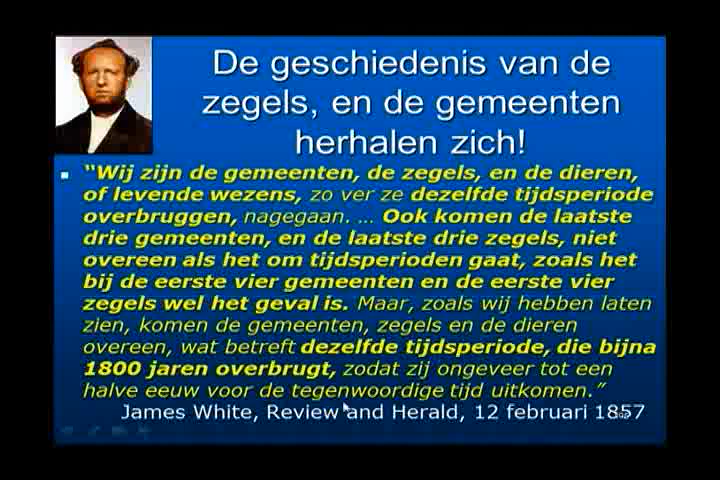 De geschiedenis van de
zegels, en de gemeenten
herhalen zich!
“Wij zijn de gemeenten, de zegels, en de dieren,
of levende wezens, zo ver ze dezelfde tijdsperiode
overbruggen, nagegaan. ... Ook komen de laatste
drie gemeenten, en de laatste drie zegels, niet
overeen als het om tijdsperioden gaat, zoals het
bij de eerste vier gemeenten en de eerste vier
zegels wel het geval is. Maar, zoals wij hebben laten
zien, komen de gemeenten, zegels en de dieren
overeen, wat betreft dezelfde tijdsperiode, die bijna
1800 jaren overbrugt, zodat zij ongeveer tot een
halve eeuw voor de tegenwoordige tijd uitkomen.”
James White, Review and Herald, 12 februari 1857